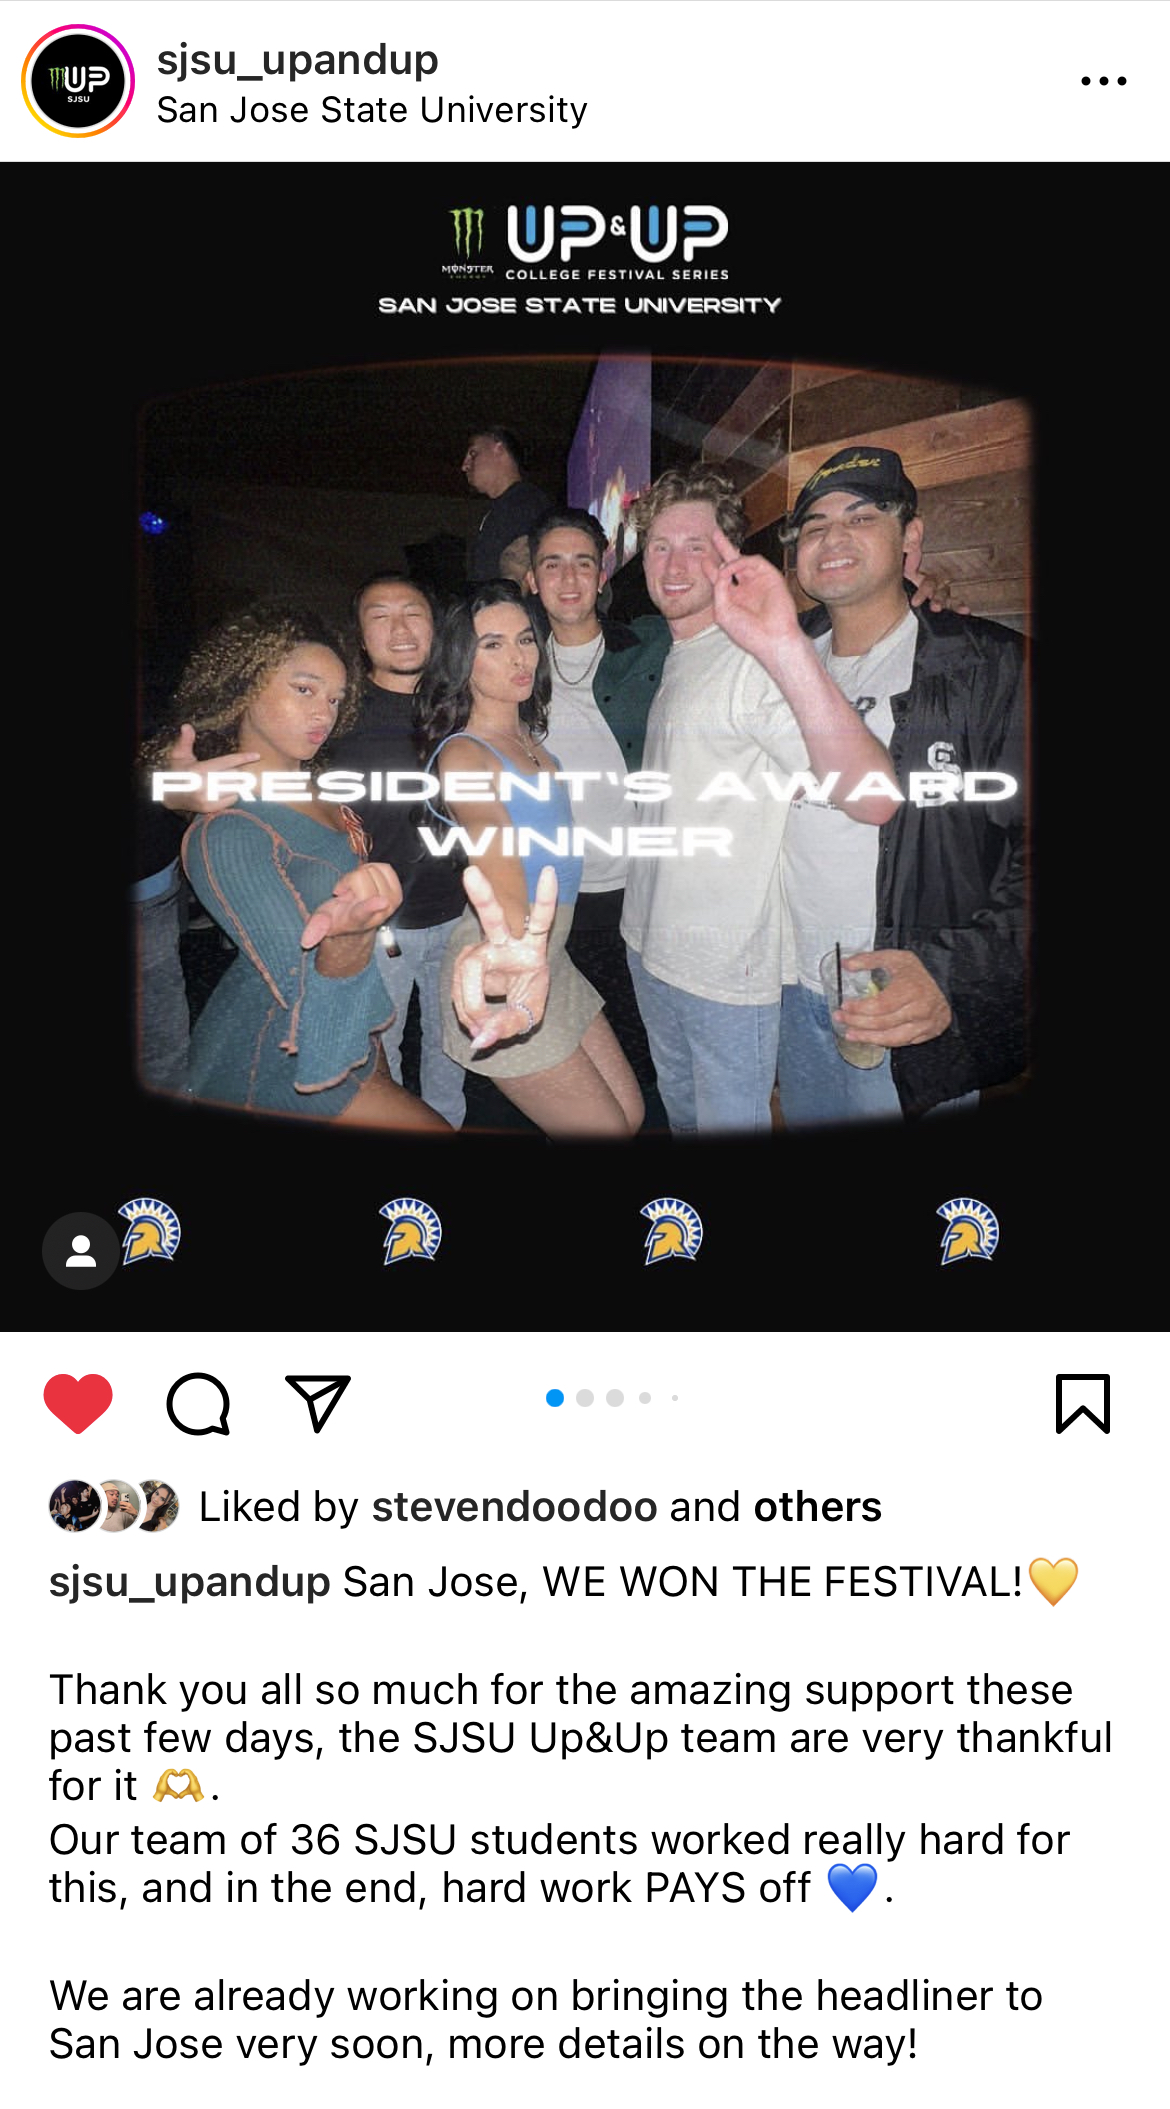 sjsu_upandup
San Jose State University
UP
SJSU
UP&UP
MONSTER
ENERGY
COLLEGE FESTIVAL SERIES
SAN JOSE STATE UNIVERSITY
PRESIDENT'S AWARD
WINNER
Liked by stevendoodoo and others
sjsu_upandup San Jose, WE WON THE FESTIVAL!💛
Thank you all so much for the amazing support these
past few days, the SJSU Up&Up team are very thankful
for it 🫶.
Our team of 36 SJSU students worked really hard for
this, and in the end, hard work PAYS off 💙.
We are already working on bringing the headliner to
San Jose very soon, more details on the way!